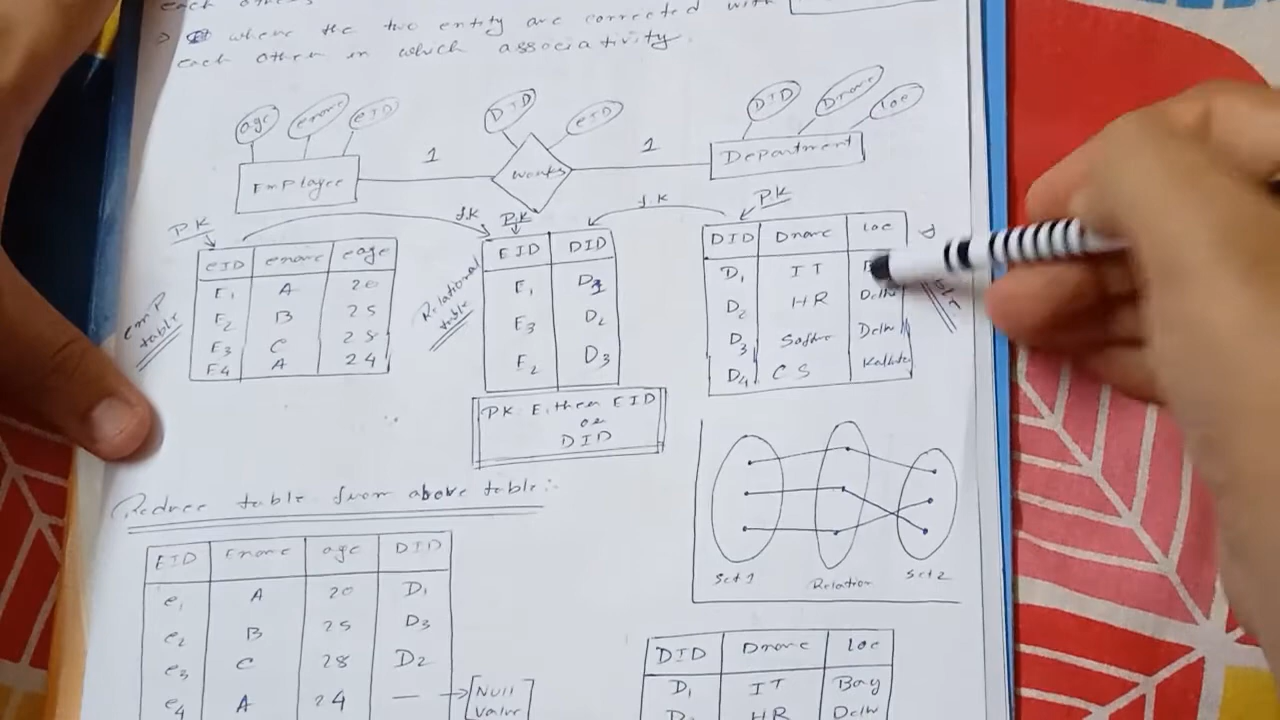 each other
=> where the two entity are corrected with
each other in which associativity.
age ename eID DID eID DID Dname Loc
Employee 1 works 1 Department
PK f.k P.K f.k P.K
eID ename eage
E1 A 20
E2 B 25
E3 C 28
E4 A 24
emp table
EID DID
E1 D1
E3 D2
E2 D3
Relational table
PK Either EID
or
DID
DID Dname Loc
D1 IT
D2 HR Delhi
D3 Delhi
D4 CS
Set 1 Relation Set 2
Reduce table from above table:-
EID Ename age DID
e1 A 20 D1
e2 B 25 D3
e3 C 28 D2
e4 A 24 — → [Null Value]
DID Dname Loc
D1 IT Bay
HR Delhi